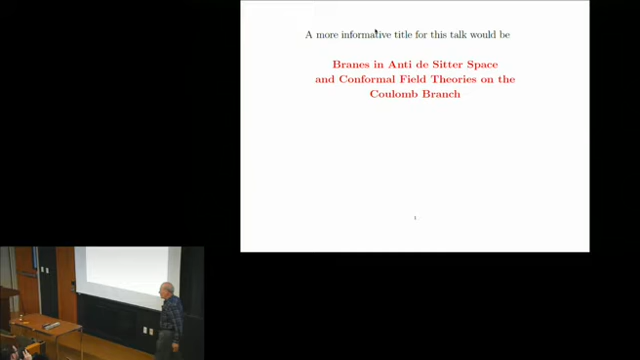 A more informative title for this talk would be
Branes in Anti de Sitter Space
and Conformal Field Theories on the
Coulomb Branch
1